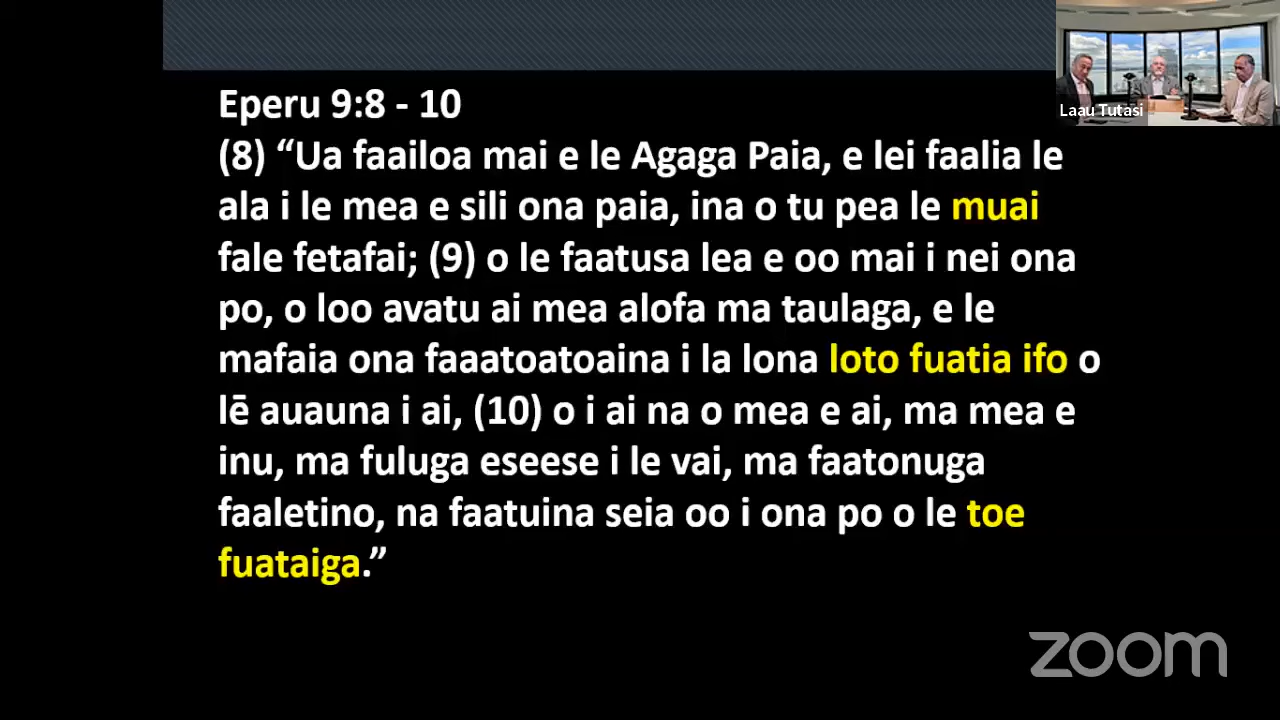 Laau Tutasi
Eperu 9:8 - 10
(8) “Ua faailoa mai e le Agaga Paia, e lei faalia le
ala i le mea e sili ona paia, ina o tu pea le muai
fale fetafai; (9) o le faatusa lea e oo mai i nei ona
po, o loo avatu ai mea alofa ma taulaga, e le
mafaia ona faaatoatoaina i la lona loto fuatia ifo o
lē auauna i ai, (10) o i ai na o mea e ai, ma mea e
inu, ma fuluga eseese i le vai, ma faatonuga
faaletino, na faatuina seia oo i ona po o le toe
fuataiga.”
zoom